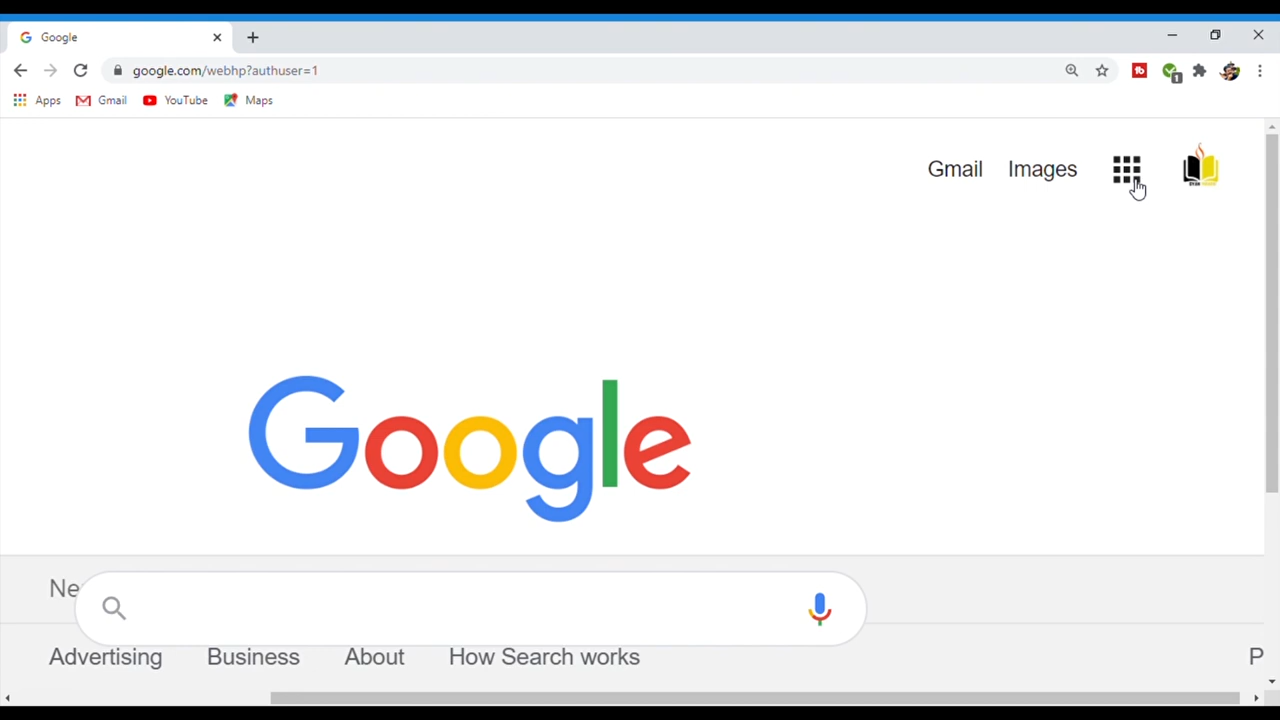 Google
google.com/webhp?authuser=1
1
Apps Gmail YouTube Maps
Gmail Images
Google
Ne
Advertising Business About How Search works P